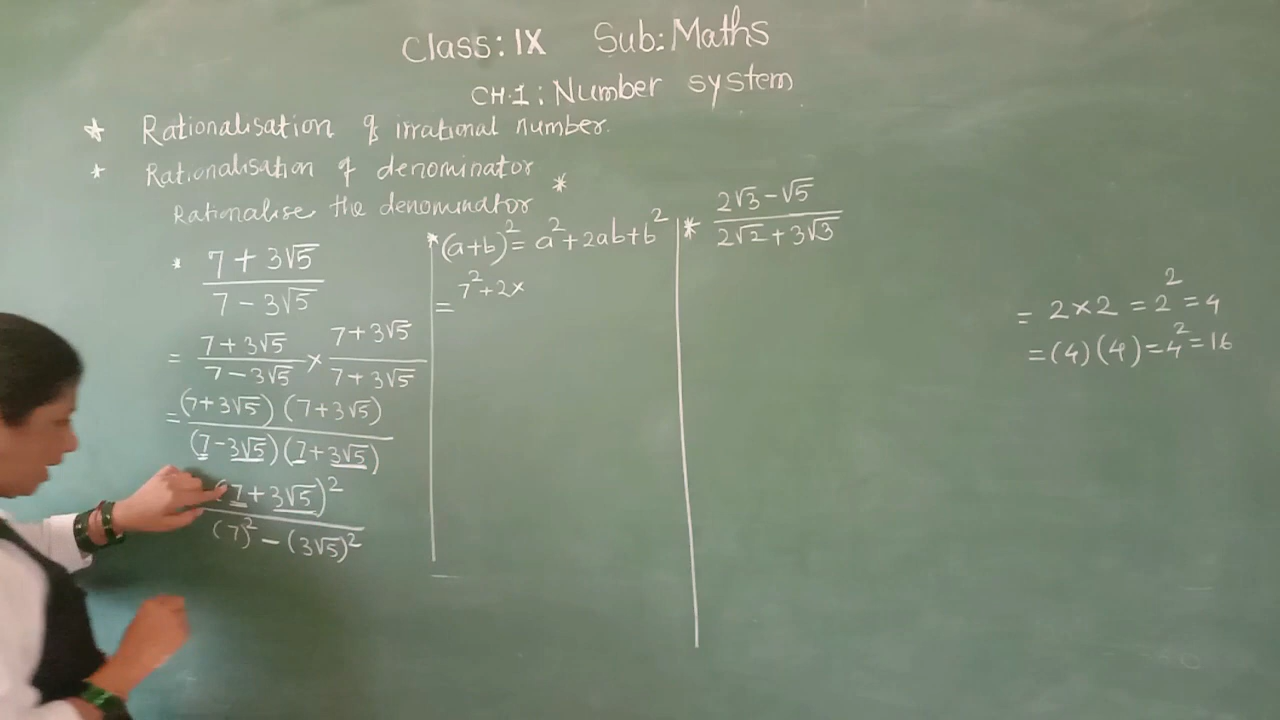 Class: IX Sub: Maths
CH.1: Number system
* Rationalisation of irrational number.
* Rationalisation of denominator
Rationalise the denominator *
* 7 + 3√5 / 7 - 3√5
= 7 + 3√5 / 7 - 3√5 × 7 + 3√5 / 7 + 3√5
= (7+3√5) (7+3√5) / (7-3√5)(7+3√5)
(7+3√5)² / (7)² - (3√5)²
* (a+b)² = a² + 2ab + b²
= 7² + 2×
* 2√3 - √5 / 2√2 + 3√3
= 2×2 = 2² = 4
= (4)(4) = 4² = 16